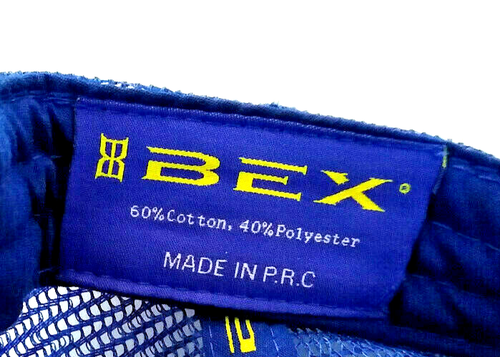 BEX
60%Cotton, 40%Polyester
MADE IN P.R.C